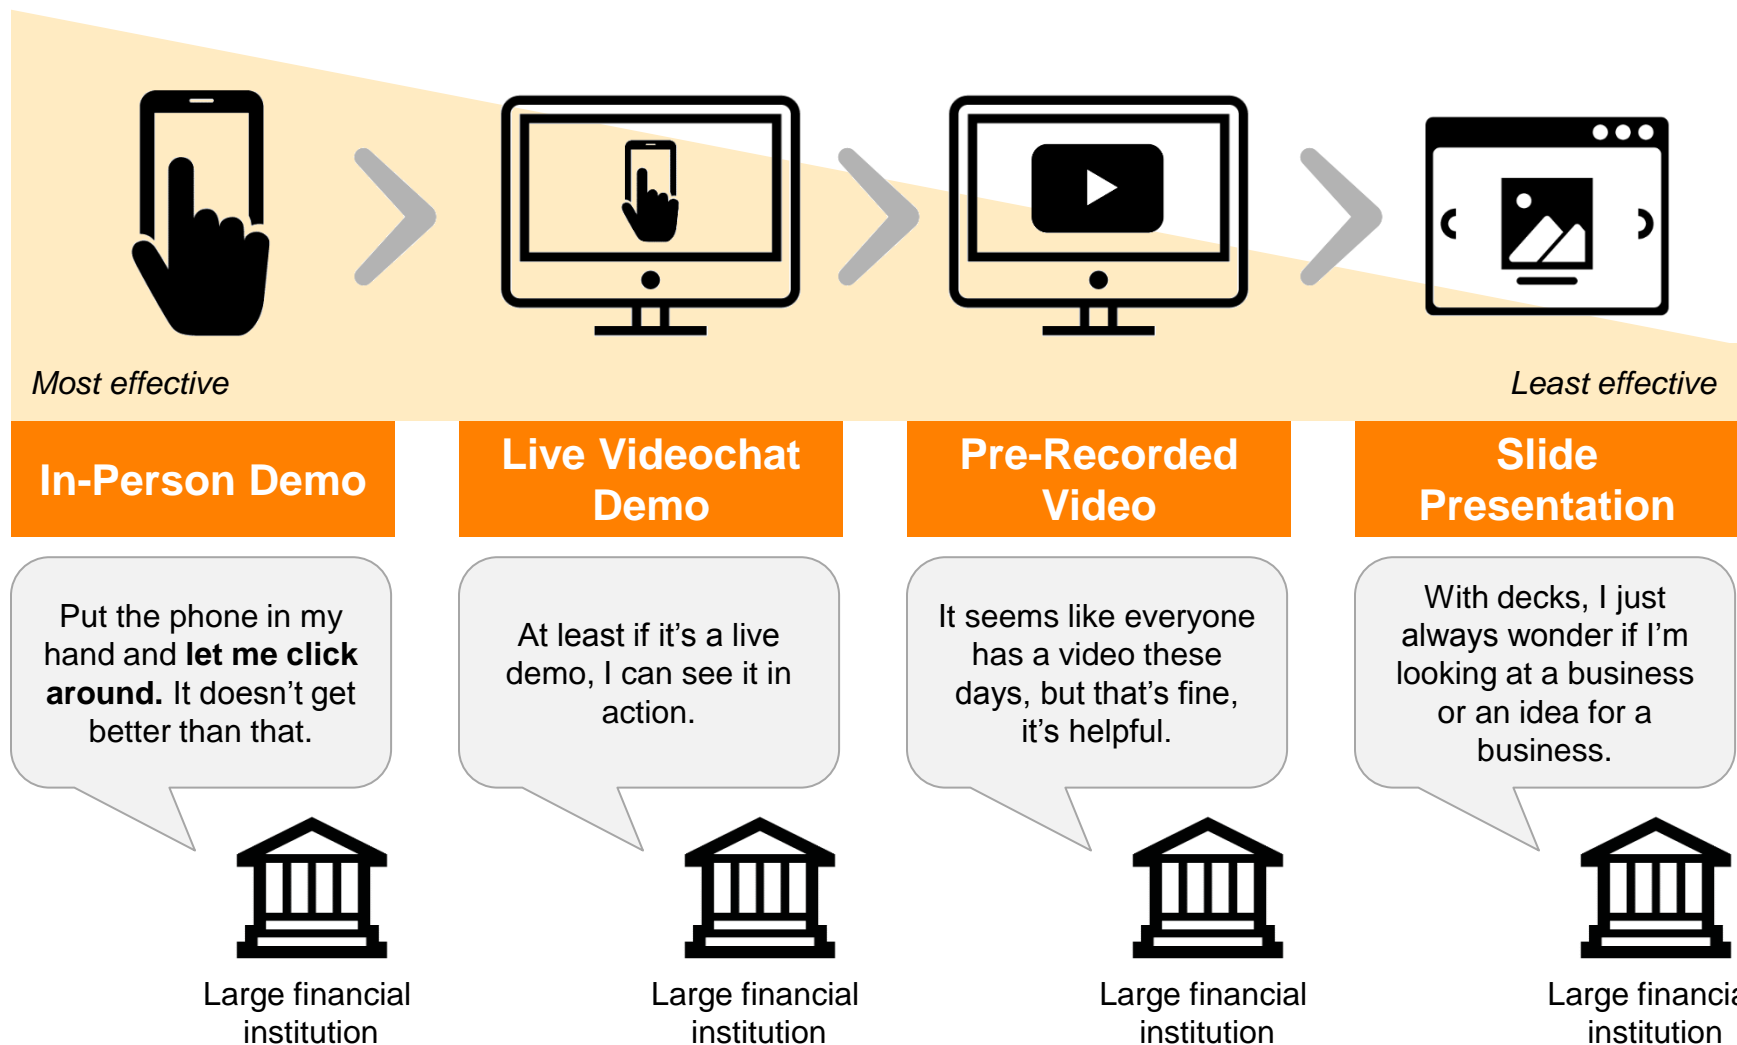 Most effective
Least effective
In-Person Demo
Live Videochat
Demo
Pre-Recorded
Video
Slide
Presentation
Put the phone in my
hand and let me click
around. It doesn’t get
better than that.
At least if it’s a live
demo, I can see it in
action.
It seems like everyone
has a video these
days, but that’s fine,
it’s helpful.
With decks, I just
always wonder if I’m
looking at a business
or an idea for a
business.
Large financial
institution
Large financial
institution
Large financial
institution
Large financia
institution